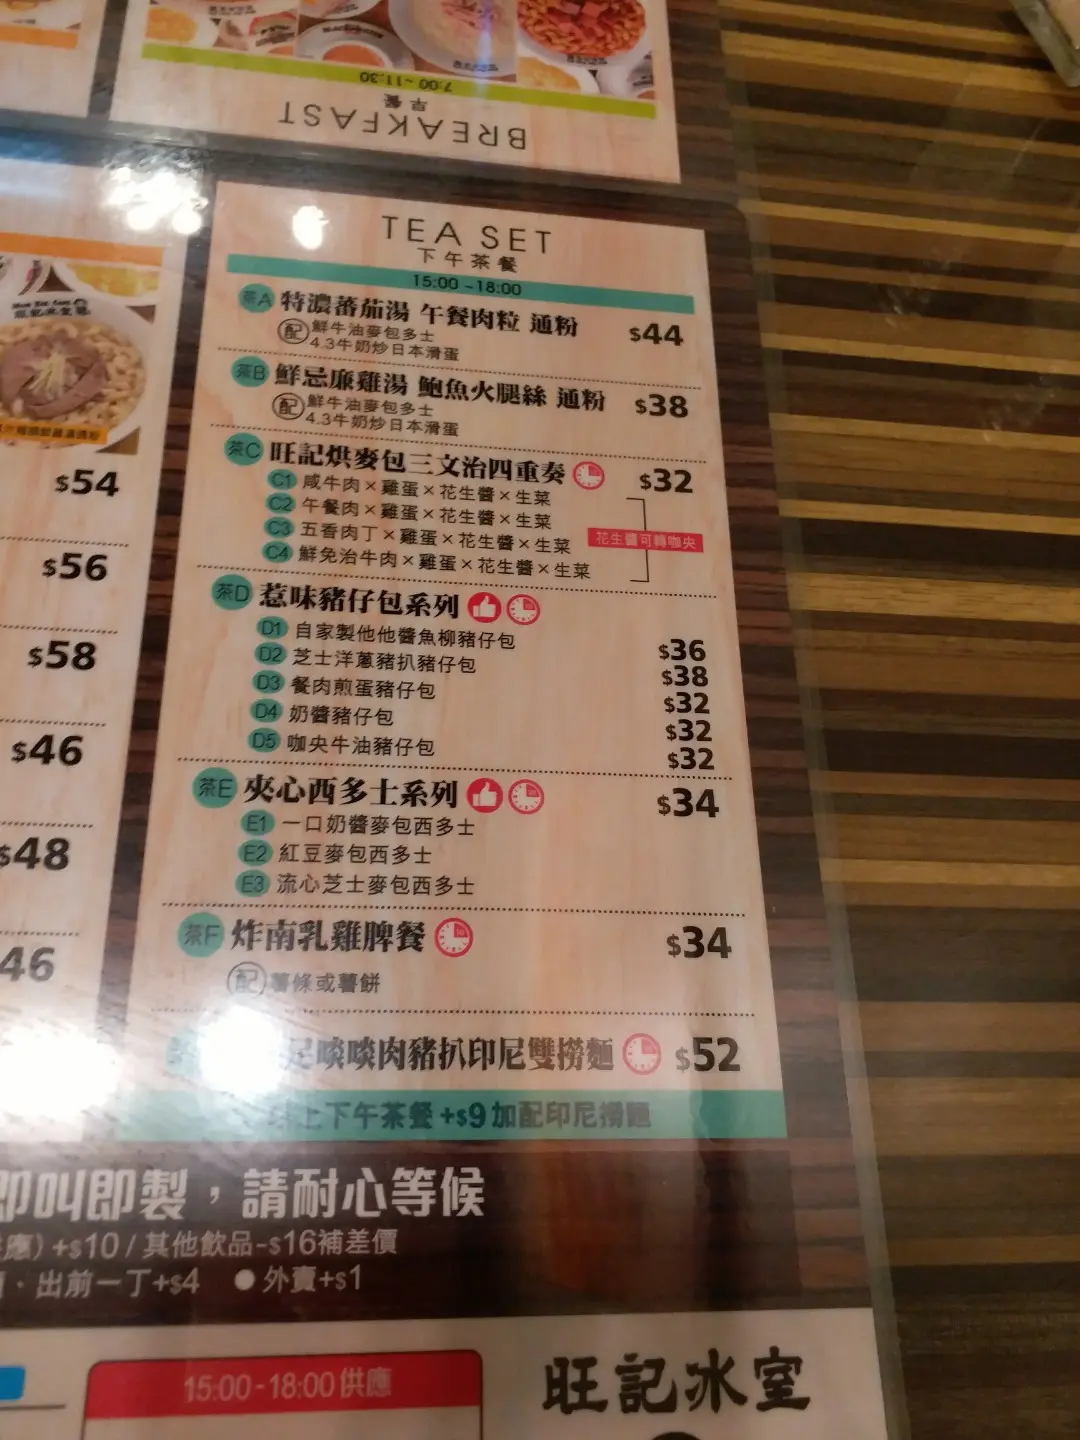 7:00~11:30
早餐
BREAKFAST
TEA SET
下午茶餐
15:00 ~18:00
茶A 特濃蕃茄湯 午餐肉粒 通粉 $44
配 鮮牛油麥包多士
4.3牛奶炒日本滑蛋
茶B 鮮忌廉雞湯 鮑魚火腿絲 通粉 $38
配 鮮牛油麥包多士
4.3牛奶炒日本滑蛋
茶C 旺記烘麥包三文治四重奏 $32
C1 咸牛肉×雞蛋×花生醬×生菜
C2 午餐肉×雞蛋×花生醬×生菜
C3 五香肉丁×雞蛋×花生醬×生菜
C4 鮮免治牛肉×雞蛋×花生醬×生菜
花生醬可轉咖央
茶D 惹味豬仔包系列
D1 自家製他他醬魚柳豬仔包 $36
D2 芝士洋蔥豬扒豬仔包 $38
D3 餐肉煎蛋豬仔包 $32
D4 奶醬豬仔包 $32
D5 咖央牛油豬仔包 $32
茶E 夾心西多士系列 $34
E1 一口奶醬麥包西多士
E2 紅豆麥包西多士
E3 流心芝士麥包西多士
茶F 炸南乳雞脾餐 $34
配 薯條或薯餅
啖啖肉豬扒印尼雙撈麵 $52
上下午茶餐+$9加配印尼撈麵
$54
$56
$58
$46
$48
46
即叫即製，請耐心等候
應)+$10/其他飲品-$16補差價
·出前一丁+$4 ●外賣+$1
15:00-18:00供應
旺記冰室